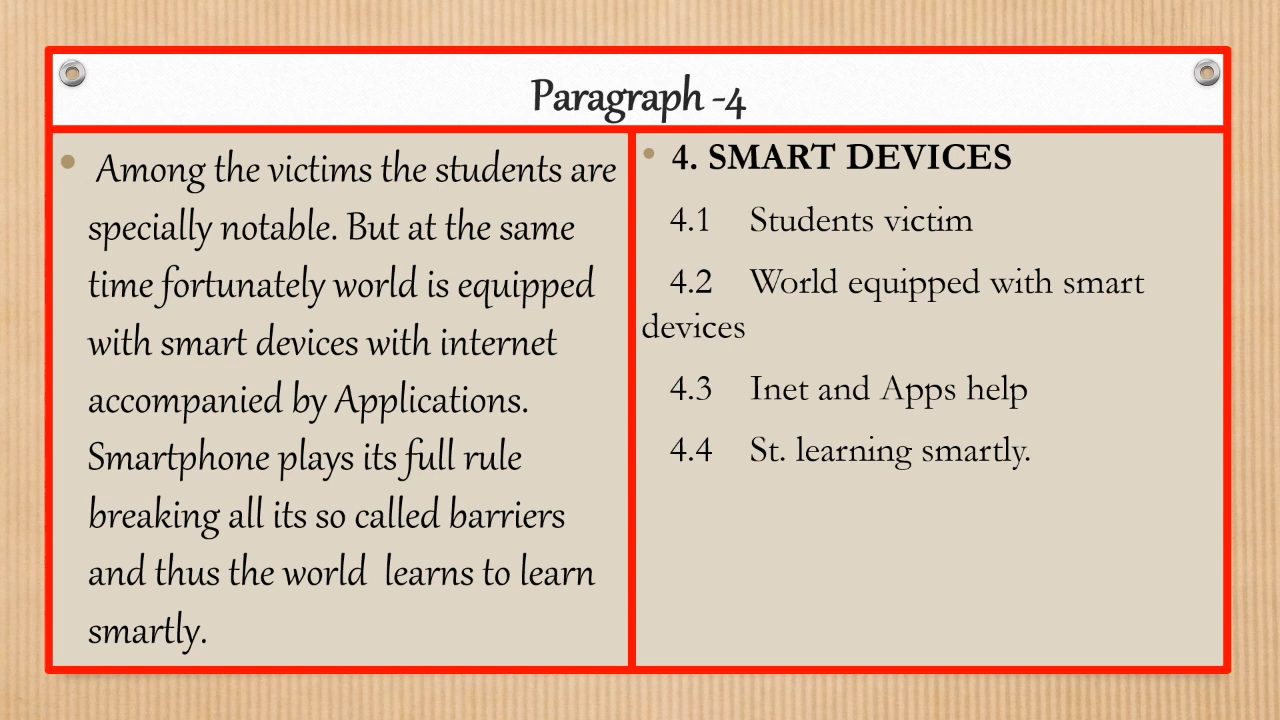 Paragraph -4
• Among the victims the students are
specially notable. But at the same
time fortunately world is equipped
with smart devices with internet
accompanied by Applications.
Smartphone plays its full rule
breaking all its so called barriers
and thus the world  learns to learn
smartly.
• 4. SMART DEVICES
4.1 Students victim
4.2 World equipped with smart
devices
4.3 Inet and Apps help
4.4 St. learning smartly.